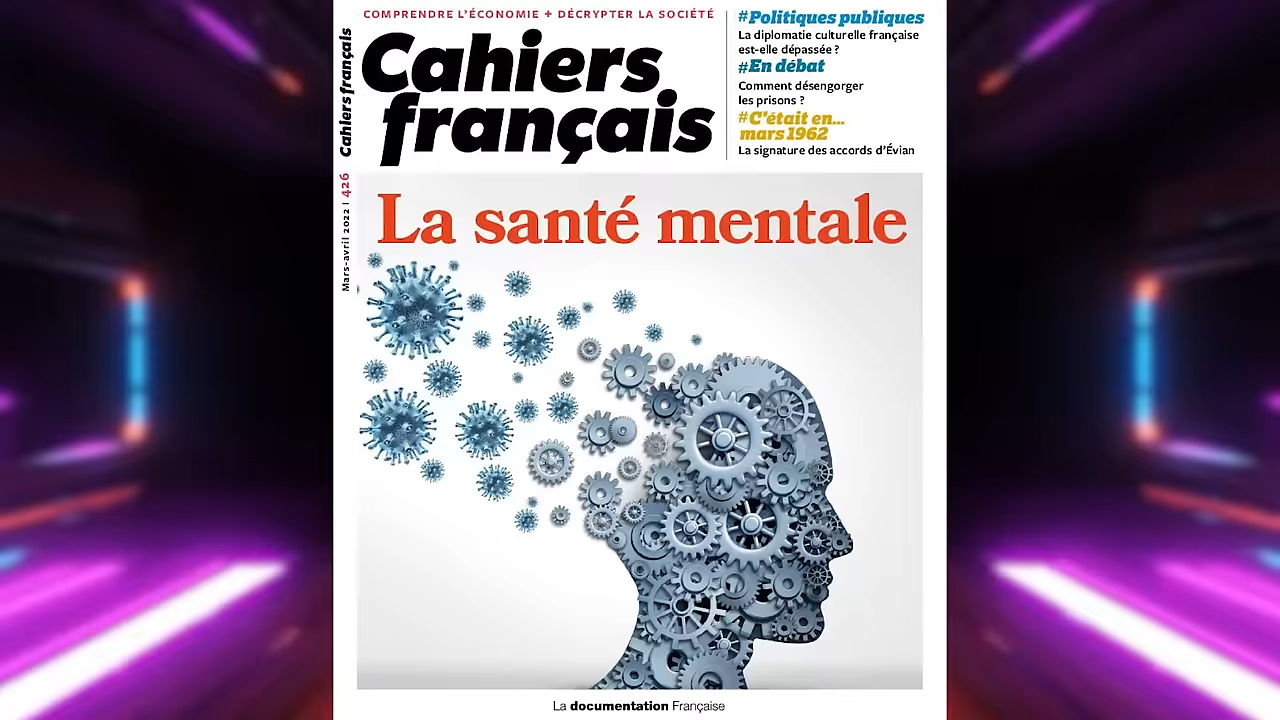 COMPRENDRE L'ÉCONOMIE + DÉCRYPTER LA SOCIÉTÉ
Cahiers
français
#Politiques publiques
La diplomatie culturelle française
est-elle dépassée ?
#En débat
Comment désengorger
les prisons ?
#C'était en...
mars 1962
La signature des accords d'Évian
Cahiers français
Mars-avril 2022 | 426
La santé mentale
La documentation Française